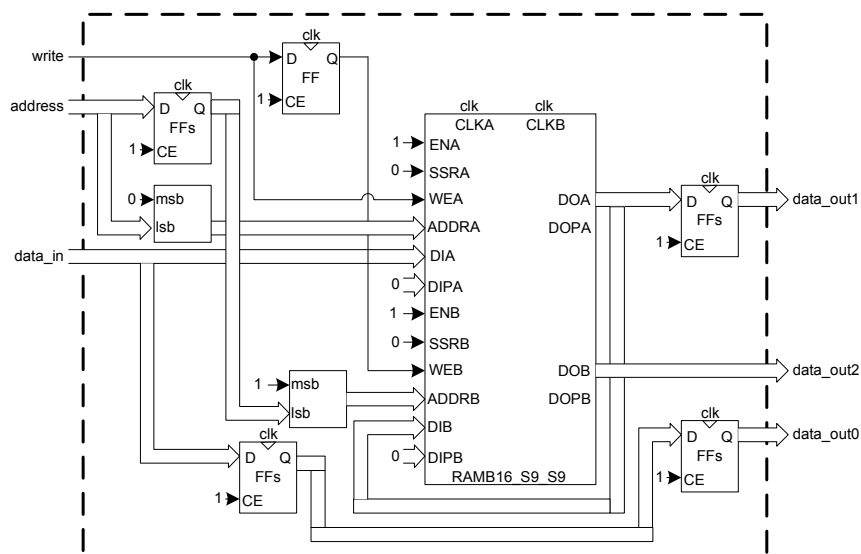 write
address
data_in
clk
D Q
FF
1 CE
clk
D Q
FFs
1 CE
0 msb
lsb
clk clk
CLKA CLKB
1 ENA
0 SSRA
WEA
ADDRA
DIA
0 DIPA
1 ENB
0 SSRB
WEB
ADDRB
DIB
0 DIPB
DOA
DOPA
DOB
DOPB
RAMB16_S9_S9
1 msb
lsb
clk
D Q
FFs
1 CE
clk
D Q
FFs
1 CE
data_out1
data_out2
clk
D Q
FFs
1 CE
data_out0